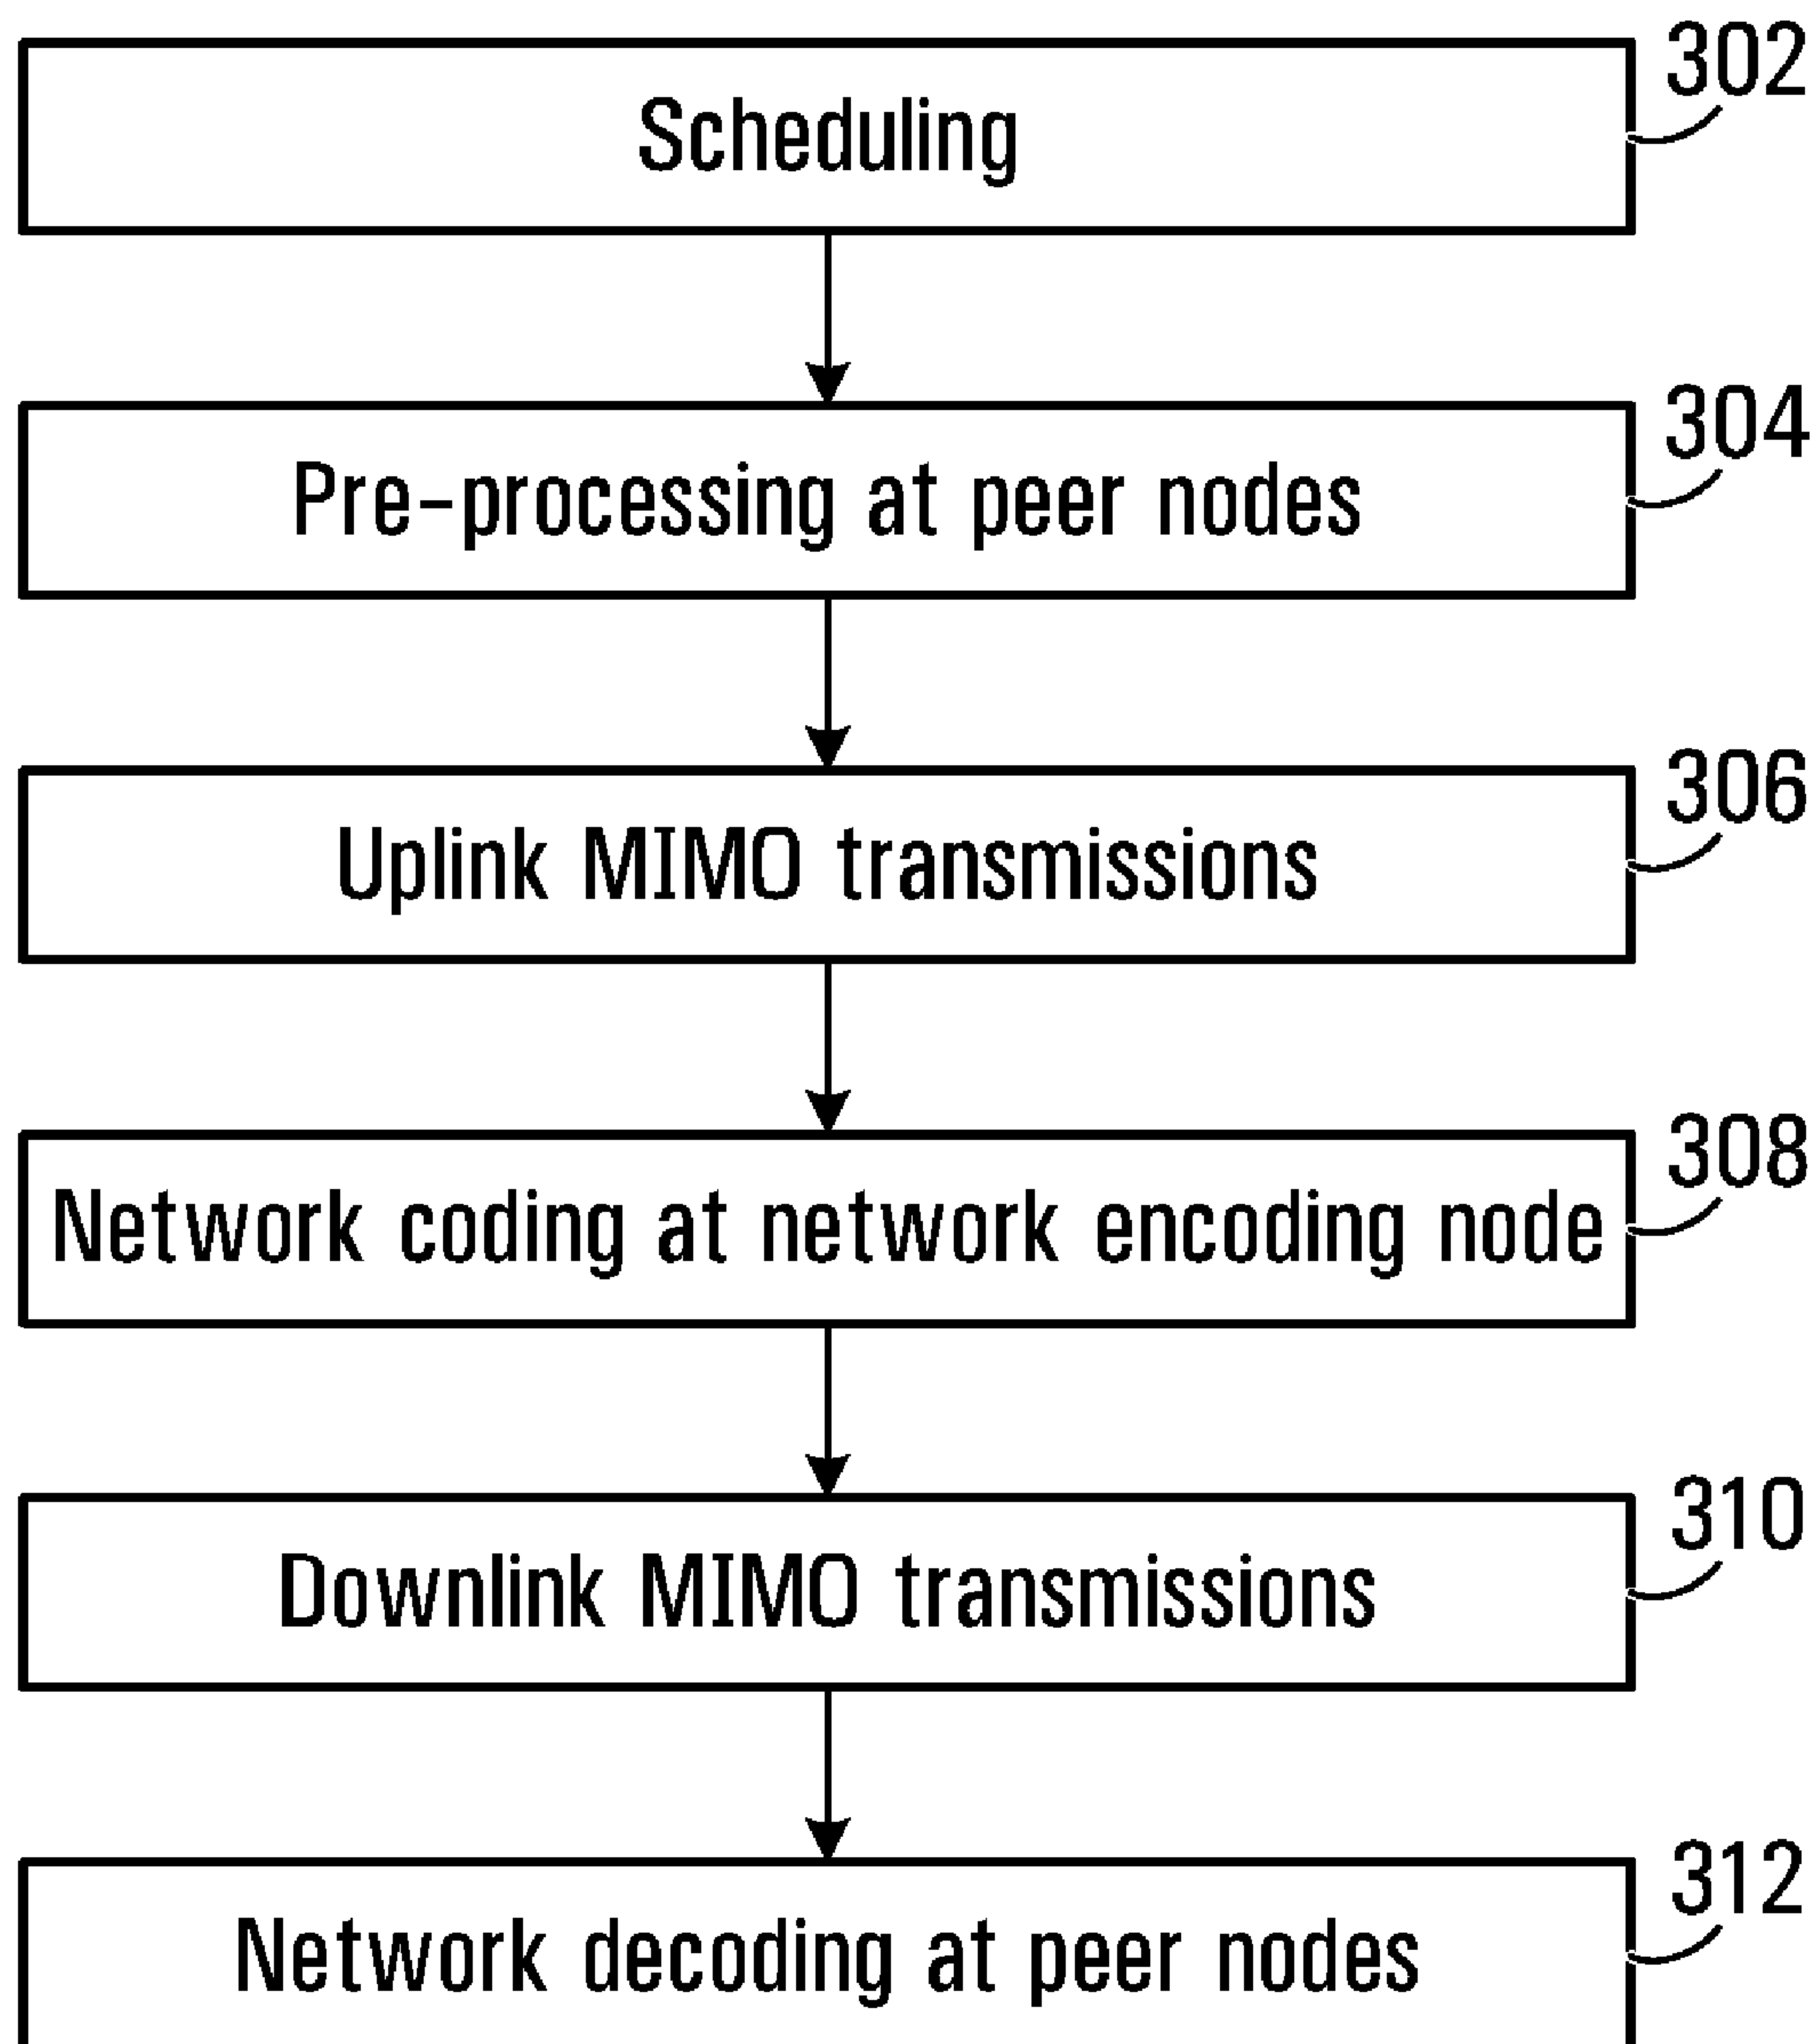 302
Scheduling
304
Pre-processing at peer nodes
306
Uplink MIMO transmissions
308
Network coding at network encoding node
310
Downlink MIMO transmissions
312
Network decoding at peer nodes